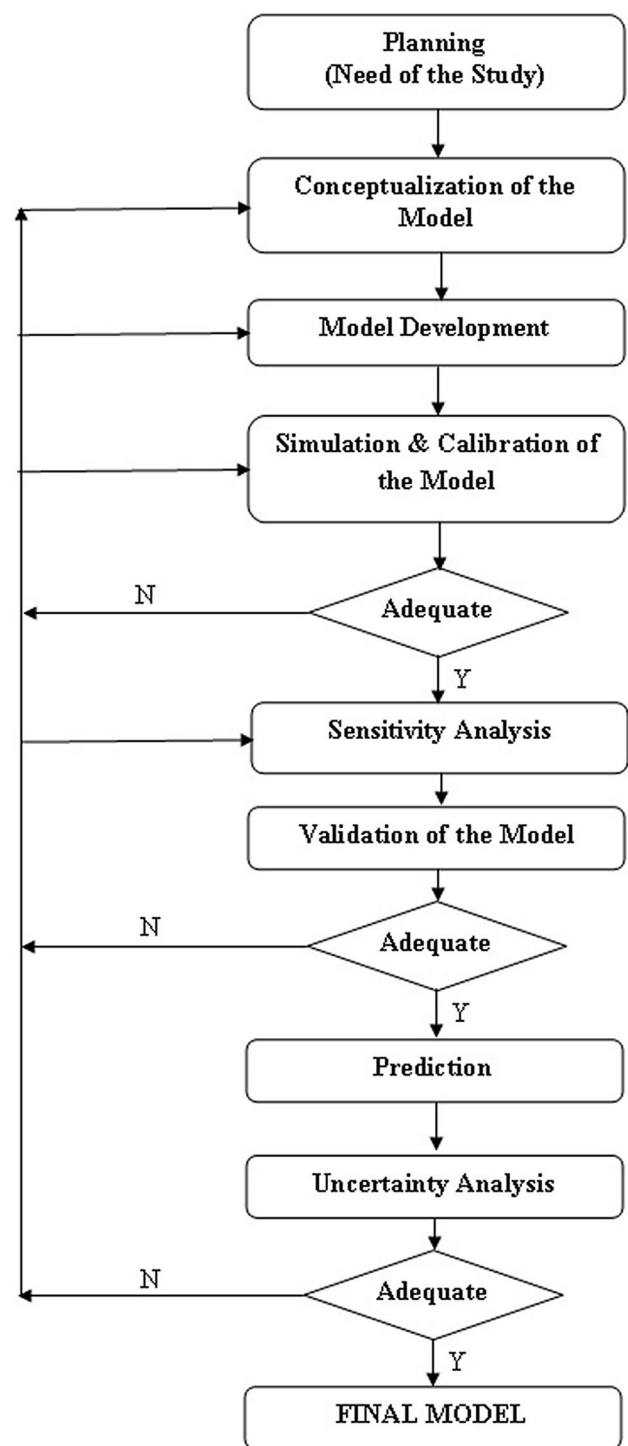 Planning
(Need of the Study)
Conceptualization of the
Model
Model Development
Simulation & Calibration of
the Model
N
Adequate
Y
Sensitivity Analysis
Validation of the Model
N
Adequate
Y
Prediction
Uncertainty Analysis
N
Adequate
Y
FINAL MODEL